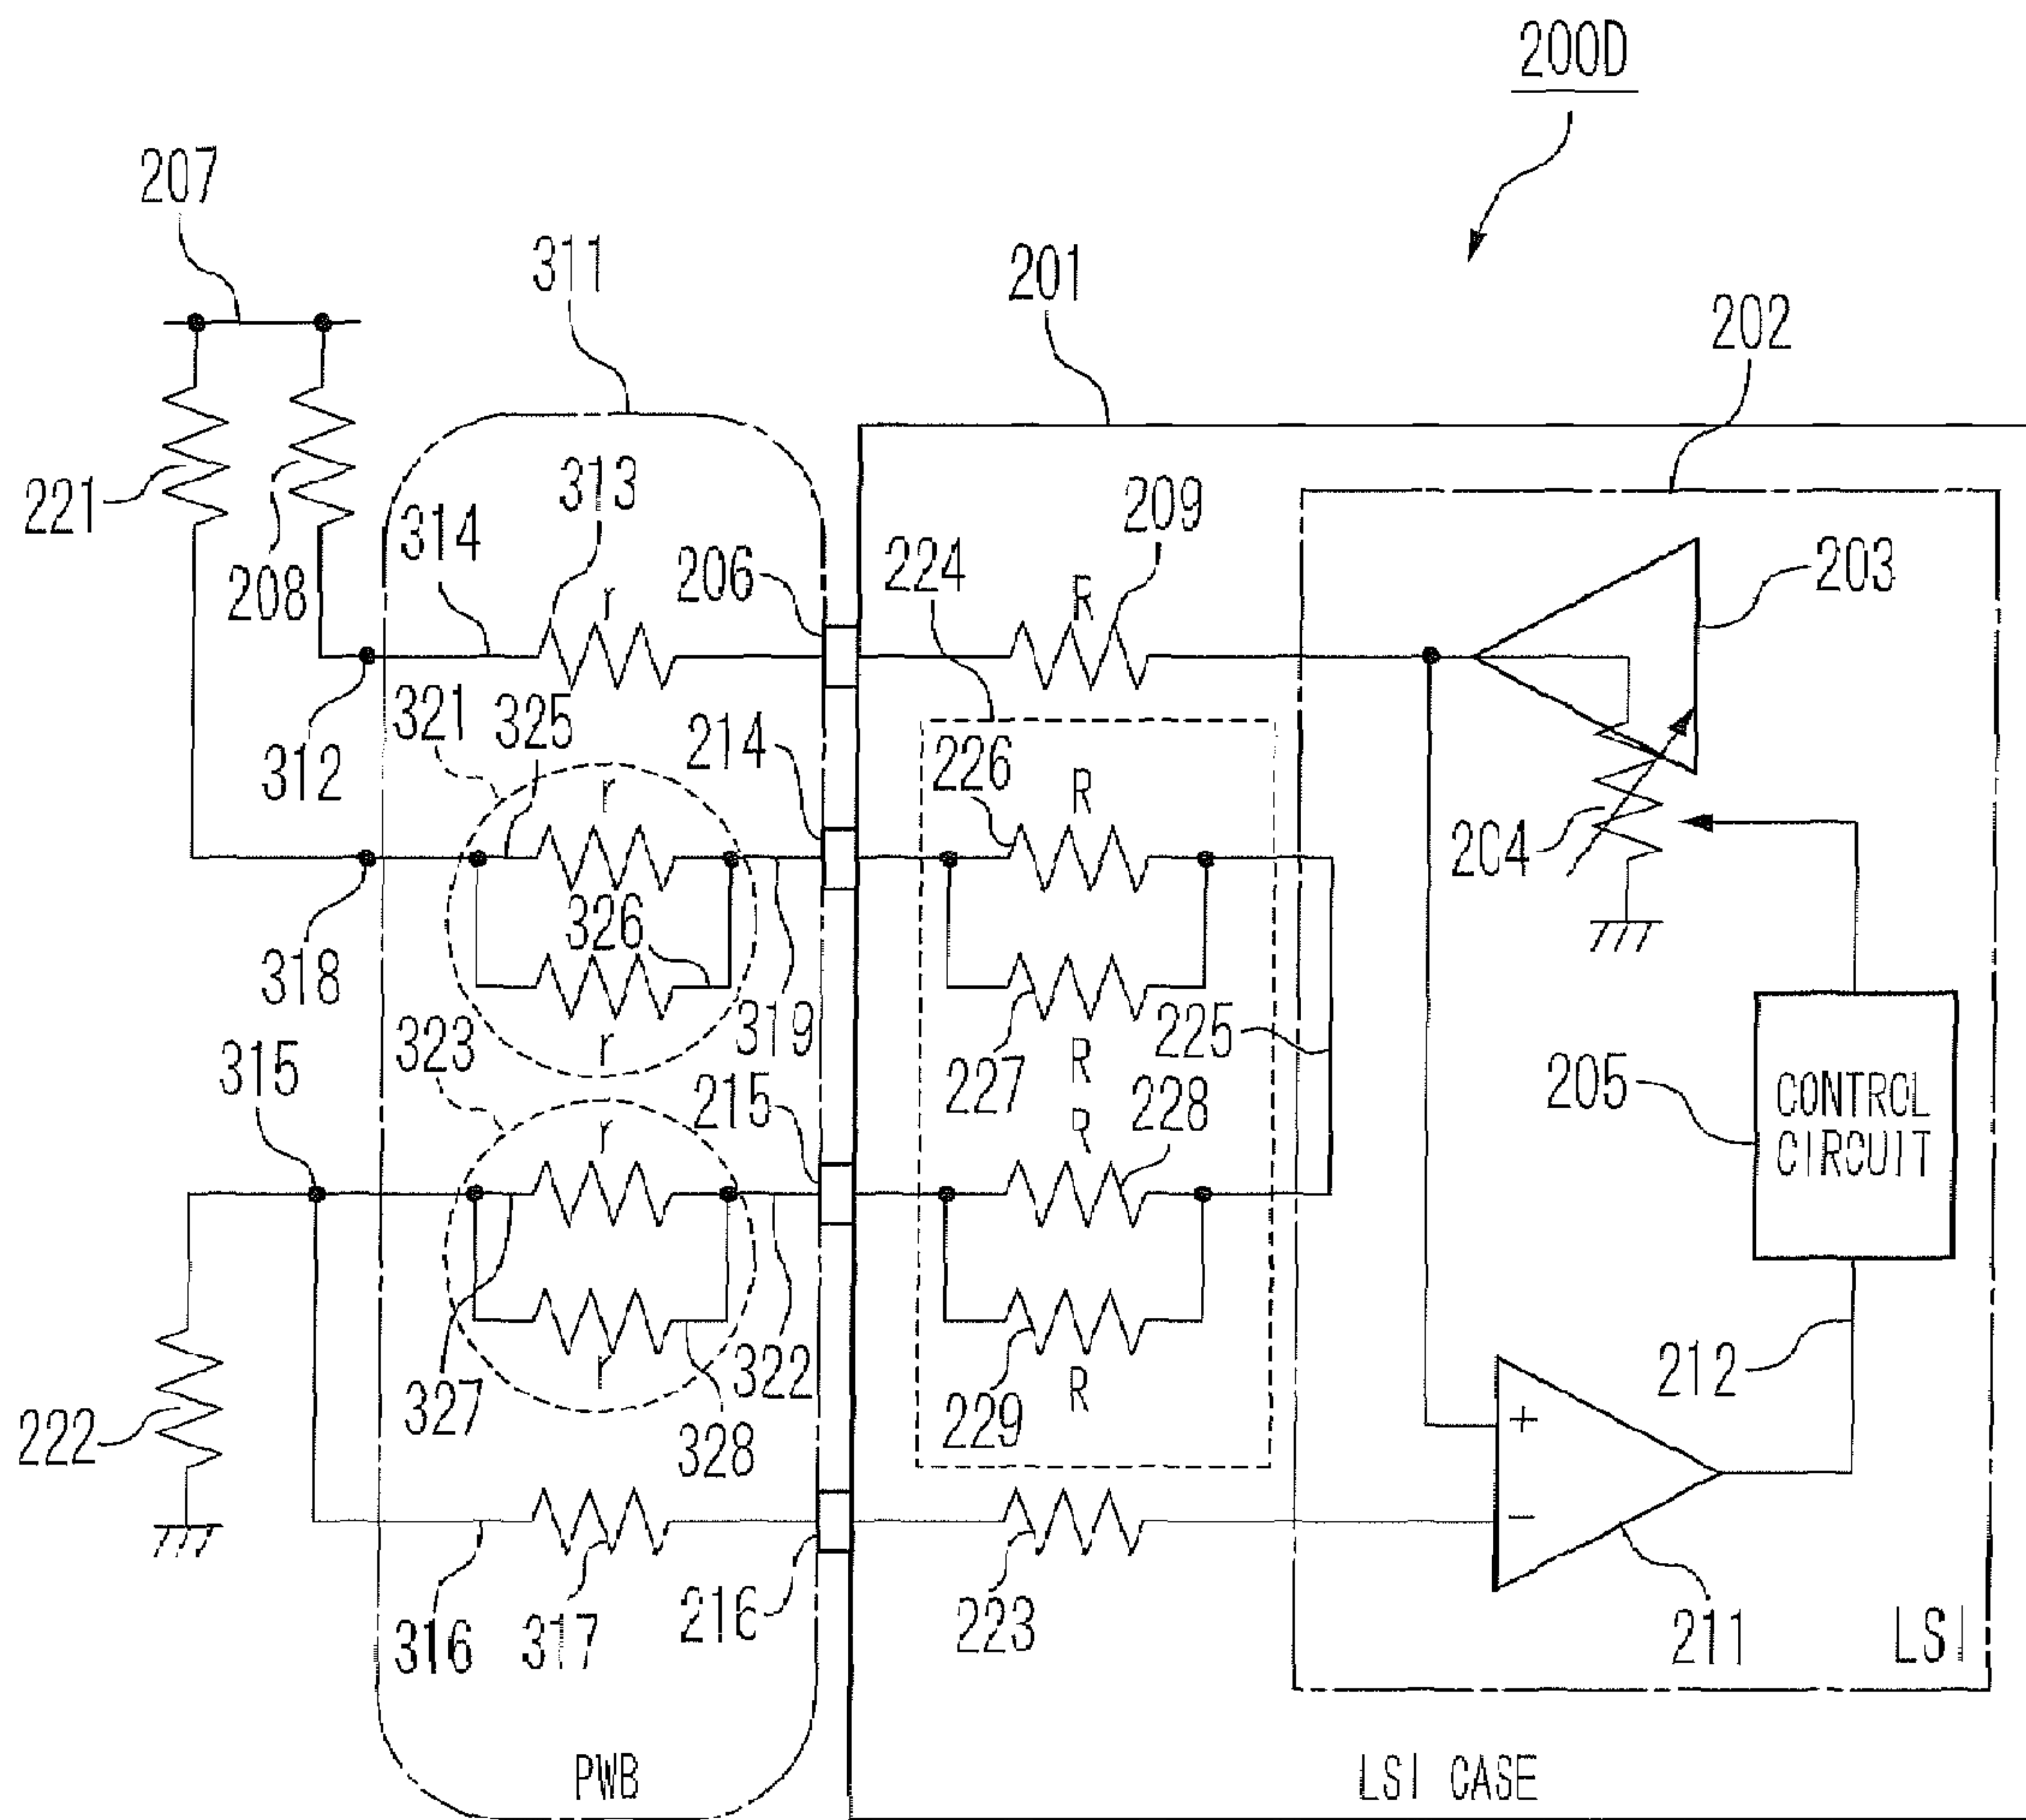 200D
207
311
201
202
221
208
313
314
209
206
r
R
224
203
321
325
214
226
312
r
R
204
326
318
319
225
323
r
227
R
205
CONTROL
CIRCUIT
315
215
228
r
R
322
212
327
r
229
R
222
328
+
−
316
317
216
223
211
LSI
PWB
LSI CASE